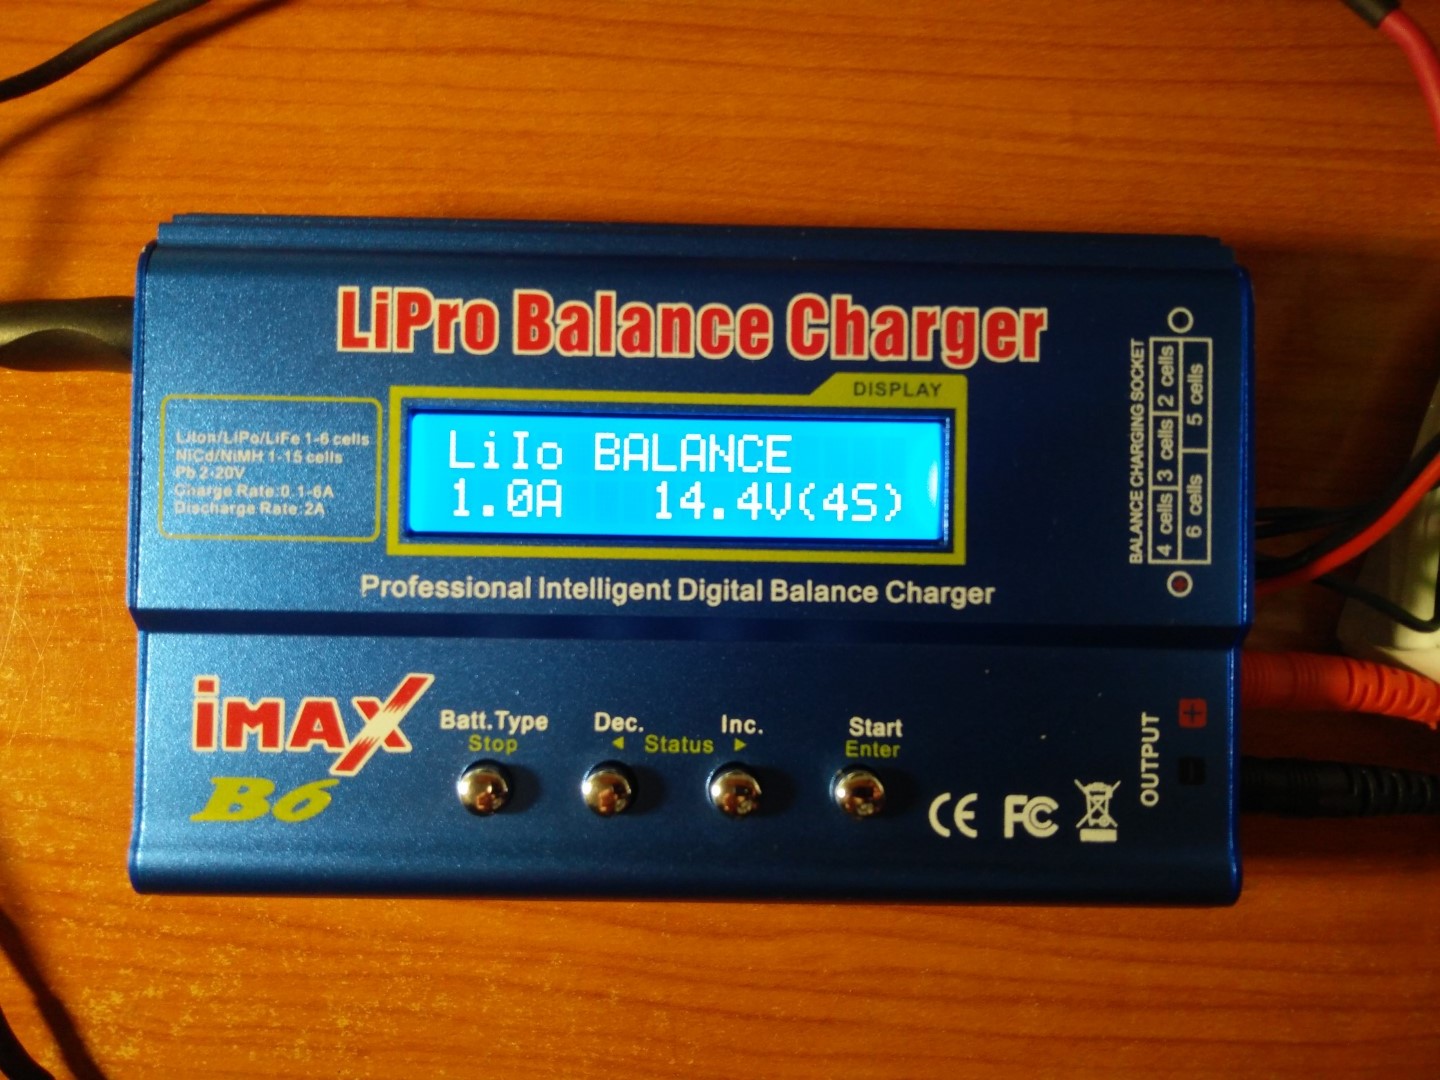 LiPro Balance Charger
DISPLAY
LiIo BALANCE
1.0A 14.4V(4S)
LiIon/LiPo/LiFe 1-6 cells
NiCd/NiMH 1-15 cells
Pb 2-20V
Charge Rate:0.1-6A
Discharge Rate:2A
Professional Intelligent Digital Balance Charger
BALANCE CHARGING SOCKET
4 cells 3 cells 2 cells
6 cells 5 cells
iMAX
B6
Batt.Type Dec. Inc. Start
Stop ◄ Status ► Enter
CE FC
OUTPUT
+
-